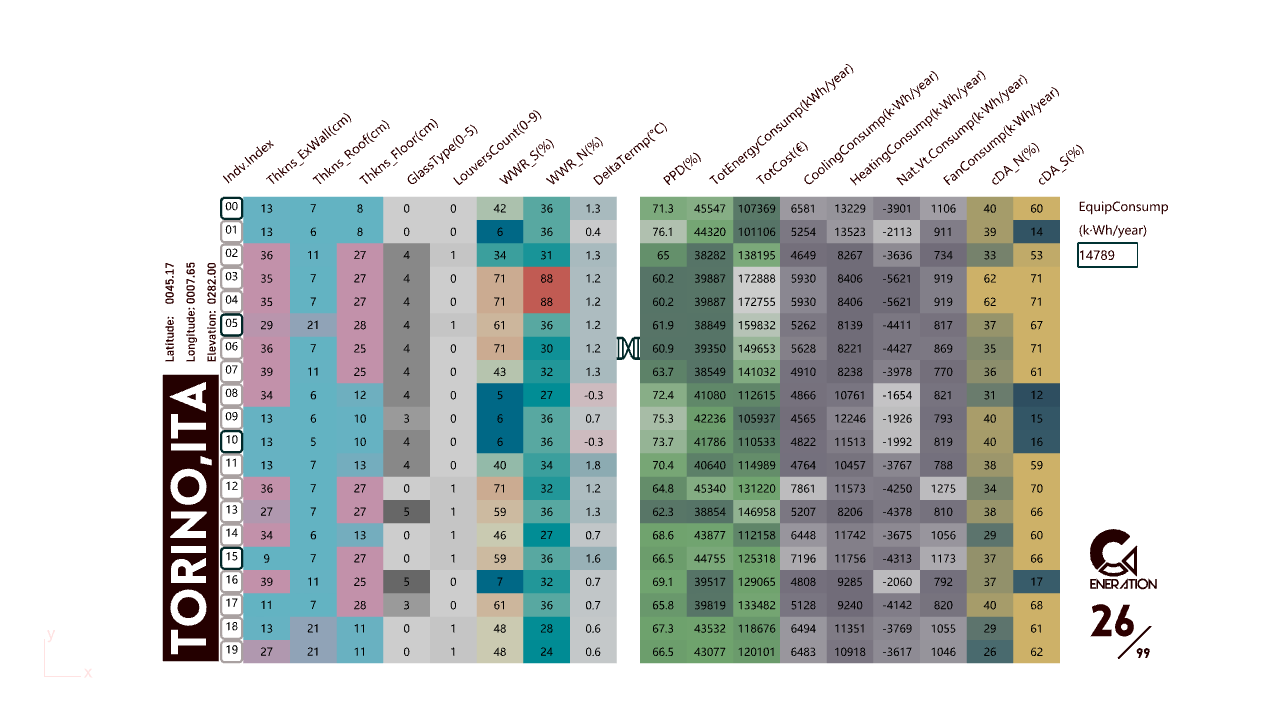 Indv.Index Thkns_ExWall(cm) Thkns_Roof(cm) Thkns_Floor(cm) GlassType(0-5) LouversCount(0-9) WWR_S(%) WWR_N(%) DeltaTermp(°C) PPD(%) TotEnergyConsump(kWh/year) TotCost(€) CoolingConsump(k·Wh/year) HeatingConsump(k·Wh/year) Nat.Vt.Consump(k·Wh/year) FanConsump(k·Wh/year) cDA_N(%) cDA_S(%)
00 13 7 8 0 0 42 36 1.3 71.3 45547 107369 6581 13229 -3901 1106 40 60
01 13 6 8 0 0 6 36 0.4 76.1 44320 101106 5254 13523 -2113 911 39 14
02 36 11 27 4 1 34 31 1.3 65 38282 138195 4649 8267 -3636 734 33 53
03 35 7 27 4 0 71 88 1.2 60.2 39887 172888 5930 8406 -5621 919 62 71
04 35 7 27 4 0 71 88 1.2 60.2 39887 172755 5930 8406 -5621 919 62 71
05 29 21 28 4 1 61 36 1.2 61.9 38849 159832 5262 8139 -4411 817 37 67
06 36 7 25 4 0 71 30 1.2 60.9 39350 149653 5628 8221 -4427 869 35 71
07 39 11 25 4 0 43 32 1.3 63.7 38549 141032 4910 8238 -3978 770 36 61
08 34 6 12 4 0 5 27 -0.3 72.4 41080 112615 4866 10761 -1654 821 31 12
09 13 6 10 3 0 6 36 0.7 75.3 42236 105937 4565 12246 -1926 793 40 15
10 13 5 10 4 0 6 36 -0.3 73.7 41786 110533 4822 11513 -1992 819 40 16
11 13 7 13 4 0 40 34 1.8 70.4 40640 114989 4764 10457 -3767 788 38 59
12 36 7 27 0 1 71 32 1.2 64.8 45340 131220 7861 11573 -4250 1275 34 70
13 27 7 27 5 1 59 36 1.3 62.3 38854 146958 5207 8206 -4378 810 38 66
14 34 6 13 0 1 46 27 0.7 68.6 43877 112158 6448 11742 -3675 1056 29 60
15 9 7 27 0 1 59 36 1.6 66.5 44755 125318 7196 11756 -4313 1173 37 66
16 39 11 25 5 0 7 32 0.7 69.1 39517 129065 4808 9285 -2060 792 37 17
17 11 7 28 3 0 61 36 0.7 65.8 39819 133482 5128 9240 -4142 820 40 68
18 13 21 11 0 1 48 28 0.6 67.3 43532 118676 6494 11351 -3769 1055 29 61
19 27 21 11 0 1 48 24 0.6 66.5 43077 120101 6483 10918 -3617 1046 26 62
EquipConsump
(k·Wh/year)
14789
Latitude: 0045.17
Longitude: 0007.65
Elevation: 0282.00
TORINO,ITA
G
ENERATION
26/99
y
x